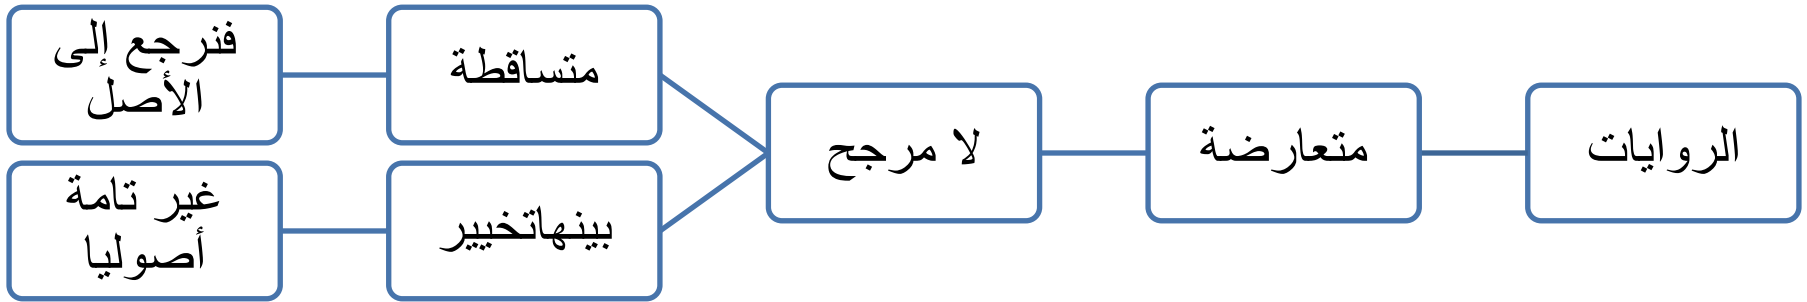 الروايات
متعارضة
لا مرجح
متساقطة
فنرجع إلى
الأصل
بينهاتخيير
غير تامة
أصوليا